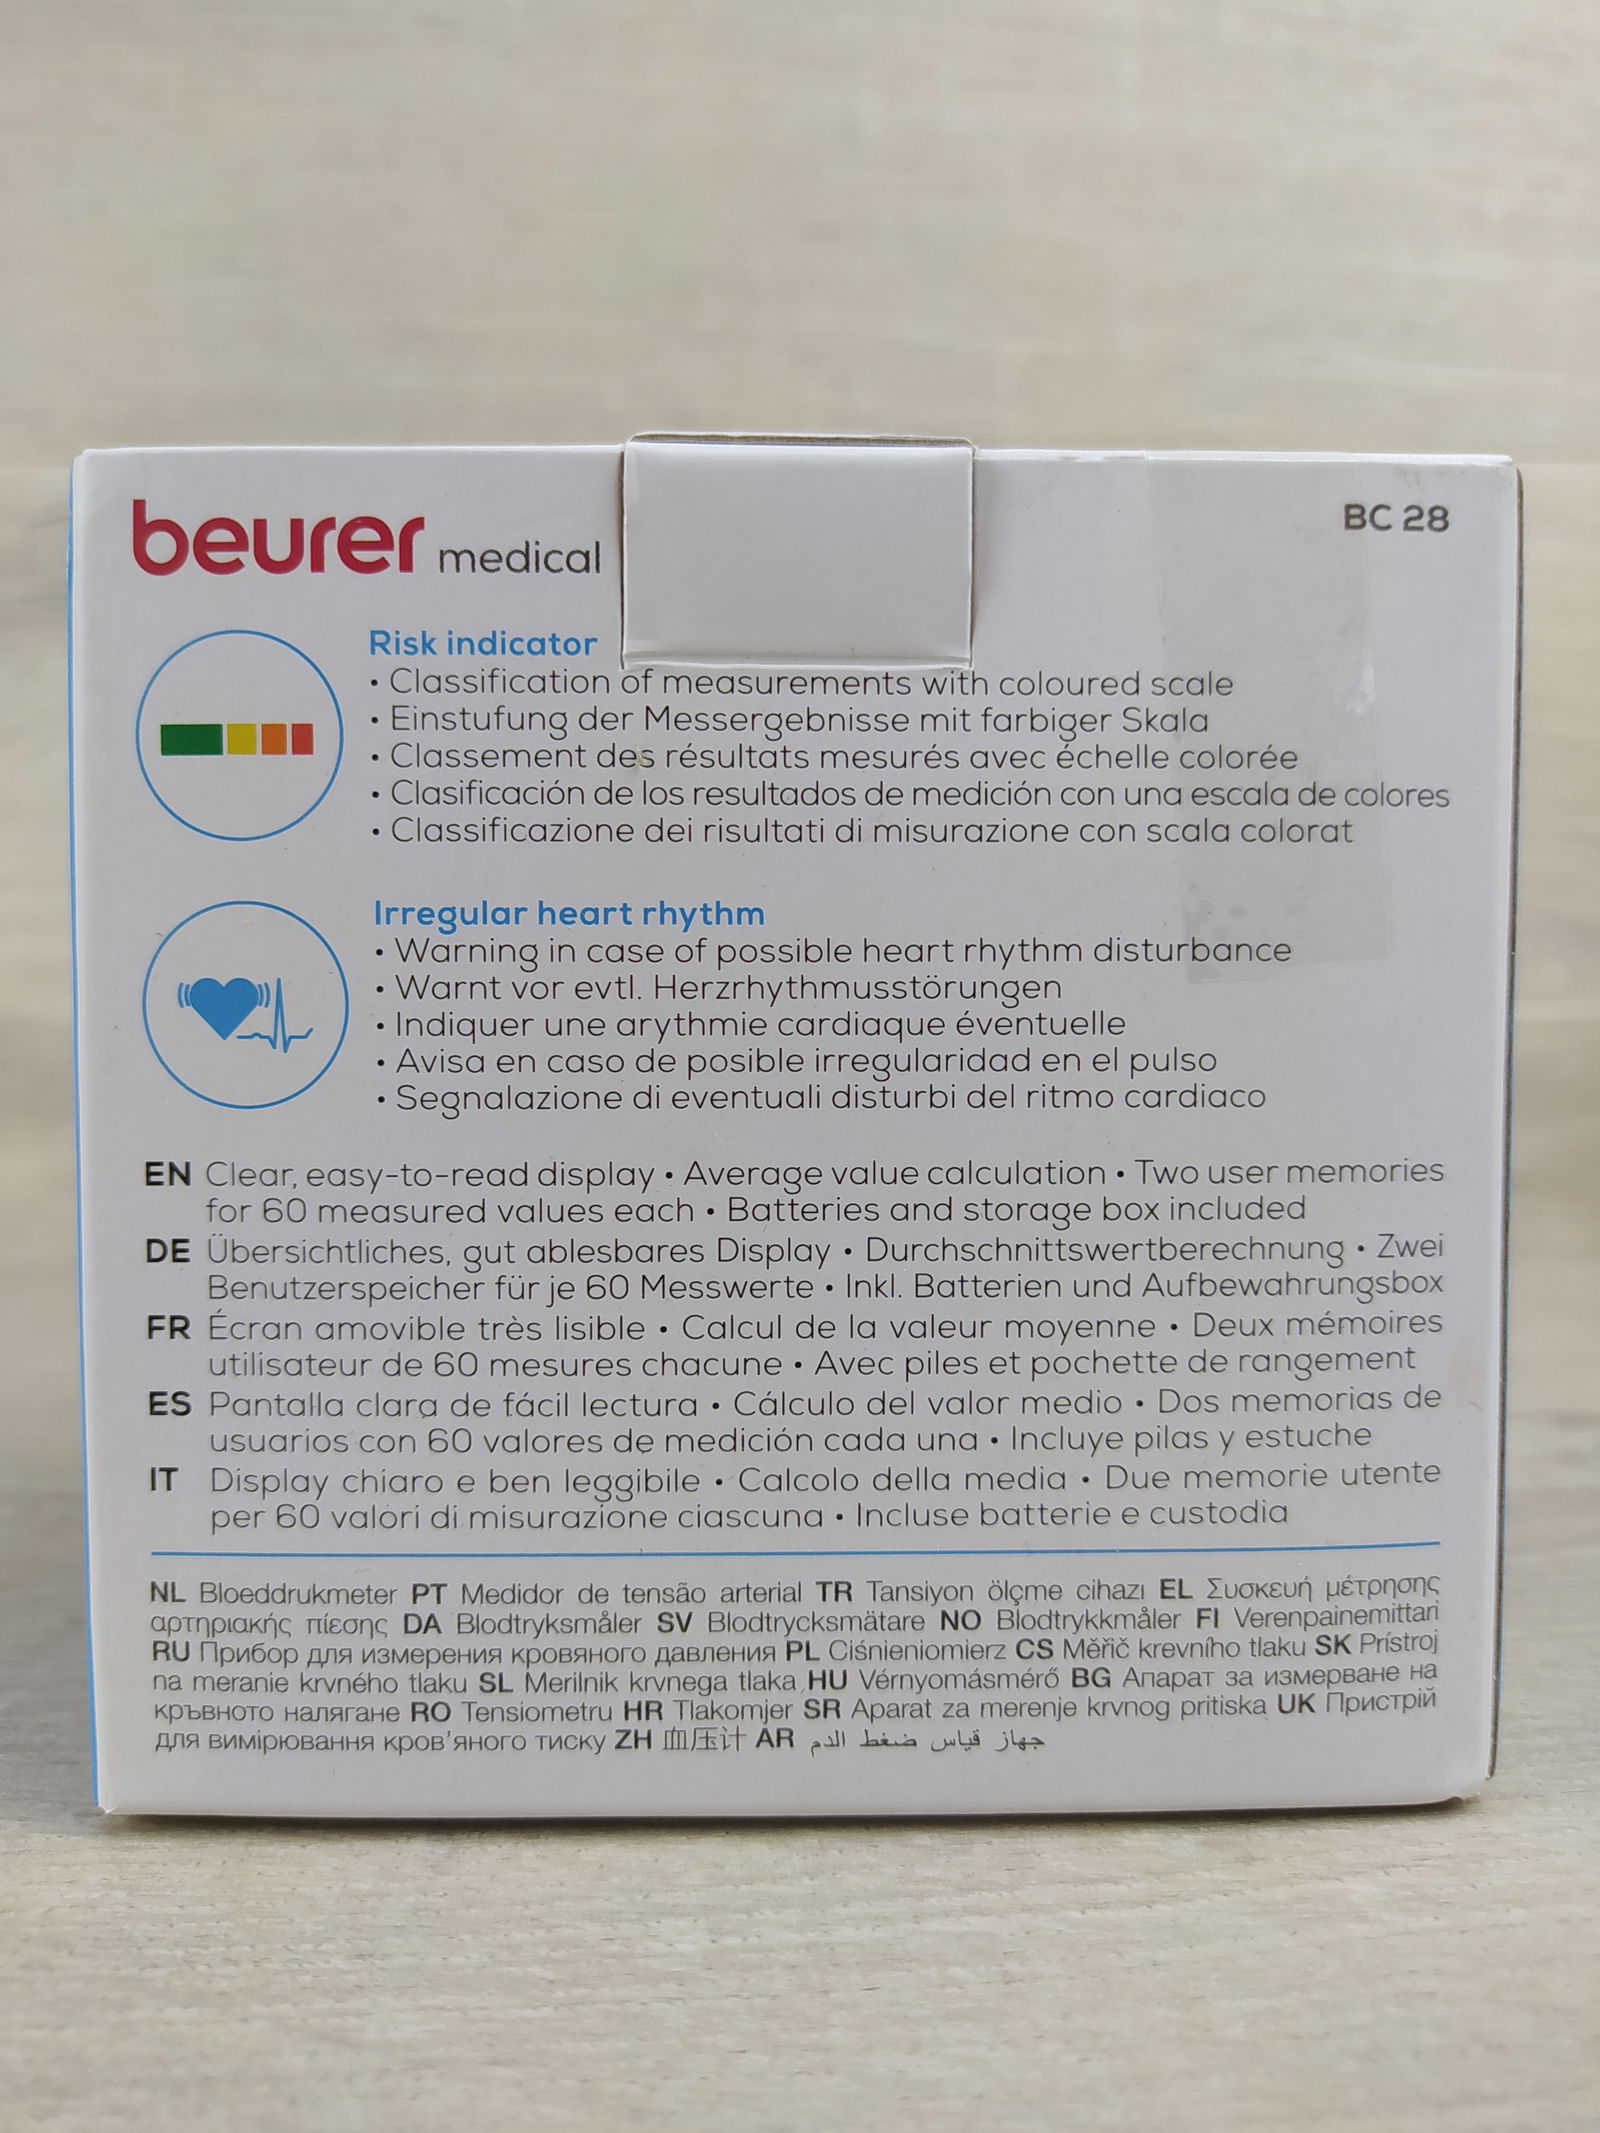 beurer medical
BC 28
Risk indicator
• Classification of measurements with coloured scale
• Einstufung der Messergebnisse mit farbiger Skala
• Classement des résultats mesurés avec échelle colorée
• Clasificación de los resultados de medición con una escala de colores
• Classificazione dei risultati di misurazione con scala colorat
Irregular heart rhythm
• Warning in case of possible heart rhythm disturbance
• Warnt vor evtl. Herzrhythmusstörungen
• Indiquer une arythmie cardiaque éventuelle
• Avisa en caso de posible irregularidad en el pulso
• Segnalazione di eventuali disturbi del ritmo cardiaco
EN Clear, easy-to-read display • Average value calculation • Two user memories
for 60 measured values each • Batteries and storage box included
DE Übersichtliches, gut ablesbares Display • Durchschnittswertberechnung • Zwei
Benutzerspeicher für je 60 Messwerte • Inkl. Batterien und Aufbewahrungsbox
FR Écran amovible très lisible • Calcul de la valeur moyenne • Deux mémoires
utilisateur de 60 mesures chacune • Avec piles et pochette de rangement
ES Pantalla clara de fácil lectura • Cálculo del valor medio • Dos memorias de
usuarios con 60 valores de medición cada una • Incluye pilas y estuche
IT Display chiaro e ben leggibile • Calcolo della media • Due memorie utente
per 60 valori di misurazione ciascuna • Incluse batterie e custodia
NL Bloeddrukmeter PT Medidor de tensão arterial TR Tansiyon ölçme cihazı EL Συσκευή μέτρησης
αρτηριακής πίεσης DA Blodtryksmåler SV Blodtrycksmätare NO Blodtrykkmåler FI Verenpainemittari
RU Прибор для измерения кровяного давления PL Ciśnieniomierz CS Měřič krevního tlaku SK Prístroj
na meranie krvného tlaku SL Merilnik krvnega tlaka HU Vérnyomásmérő BG Апарат за измерване на
кръвното налягане RO Tensiometru HR Tlakomjer SR Aparat za merenje krvnog pritiska UK Пристрій
для вимірювання кров'яного тиску ZH 血压计 AR جهاز قياس ضغط الدم